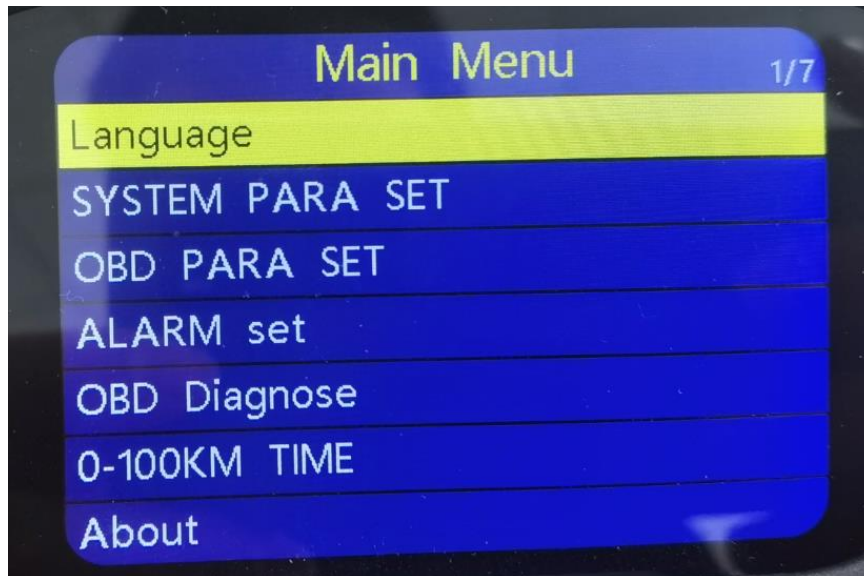 Main Menu 1/7
Language
SYSTEM PARA SET
OBD PARA SET
ALARM set
OBD Diagnose
0-100KM TIME
About